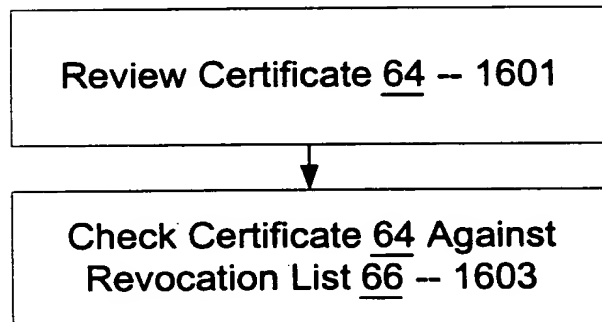 Review Certificate 64 -- 1601
Check Certificate 64 Against
Revocation List 66 -- 1603